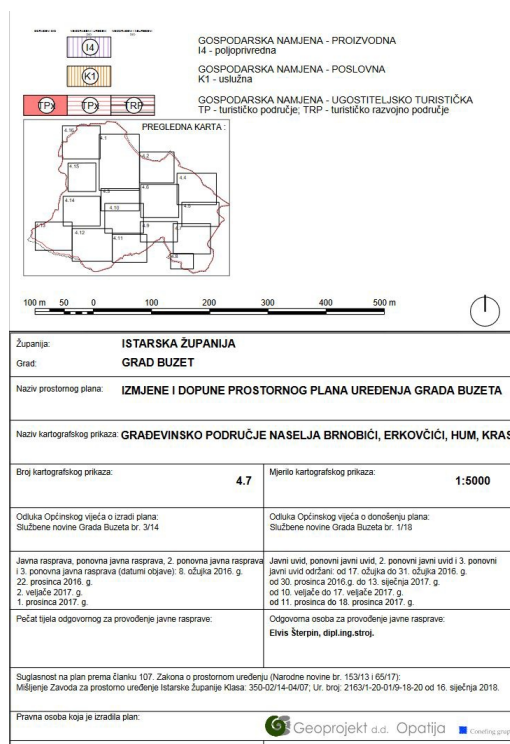 I4
GOSPODARSKA NAMJENA - PROIZVODNA
I4 - poljoprivredna
K1
GOSPODARSKA NAMJENA - POSLOVNA
K1 - uslužna
TPx TPx TRP
GOSPODARSKA NAMJENA - UGOSTITELJSKO TURISTIČKA
TP - turističko područje; TRP - turističko razvojno područje
PREGLEDNA KARTA :
4.16
4.1
4.2
4.15
4.4
4.6
4.14
4.10
4.12
4.11
100 m 50 0 100 200 300 400 500 m
Županija: ISTARSKA ŽUPANIJA
Grad: GRAD BUZET
Naziv prostornog plana: IZMJENE I DOPUNE PROSTORNOG PLANA UREĐENJA GRADA BUZETA
Naziv kartografskog prikaza: GRAĐEVINSKO PODRUČJE NASELJA BRNOBIĆI, ERKOVČIĆI, HUM, KRAS
Broj kartografskog prikaza: 4.7
Mjerilo kartografskog prikaza: 1:5000
Odluka Općinskog vijeća o izradi plana:
Službene novine Grada Buzeta br. 3/14
Odluka Općinskog vijeća o donošenju plana:
Službene novine Grada Buzeta br. 1/18
Javna rasprava, ponovna javna rasprava, 2. ponovna javna rasprava
i 3. ponovna javna rasprava (datumi objave): 8. ožujka 2016. g.
22. prosinca 2016. g.
2. veljače 2017. g.
1. prosinca 2017. g.
Javni uvid, ponovni javni uvid, 2. ponovni javni uvid i 3. ponovni
javni uvid održani: od 17. ožujka do 31. ožujka 2016. g.
od 30. prosinca 2016.g. do 13. siječnja 2017. g.
od 10. veljače do 17. veljače 2017. g.
od 11. prosinca do 18. prosinca 2017. g.
Pečat tijela odgovornog za provođenje javne rasprave:
Odgovorna osoba za provođenje javne rasprave:
Elvis Šterpin, dipl.ing.stroj.
Suglasnost na plan prema članku 107. Zakona o prostornom uređenju (Narodne novine br. 153/13 i 65/17):
Mišljenje Zavoda za prostorno uređenje Istarske županije Klasa: 350-02/14-04/07; Ur. broj: 2163/1-20-01/9-18-20 od 16. siječnja 2018.
Pravna osoba koja je izradila plan:
Geoprojekt d.d. Opatija